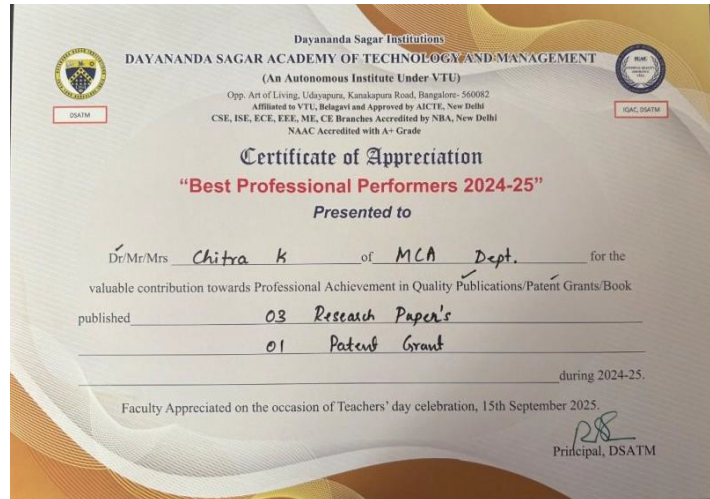 Dayananda Sagar Institutions
DAYANANDA SAGAR ACADEMY OF TECHNOLOGY AND MANAGEMENT
(An Autonomous Institute Under VTU)
Opp. Art of Living, Udayapura, Kanakapura Road, Bangalore- 560082
Affiliated to VTU, Belagavi and Approved by AICTE, New Delhi
CSE, ISE, ECE, EEE, ME, CE Branches Accredited by NBA, New Delhi
NAAC Accredited with A+ Grade
DSATM
IQAC, DSATM
Certificate of Appreciation
“Best Professional Performers 2024-25”
Presented to
Dr/Mr/Mrs Chitra K of MCA Dept. for the
valuable contribution towards Professional Achievement in Quality Publications/Patent Grants/Book
published 03 Research Paper's
01 Patent Grant
during 2024-25.
Faculty Appreciated on the occasion of Teachers' day celebration, 15th September 2025.
Principal, DSATM